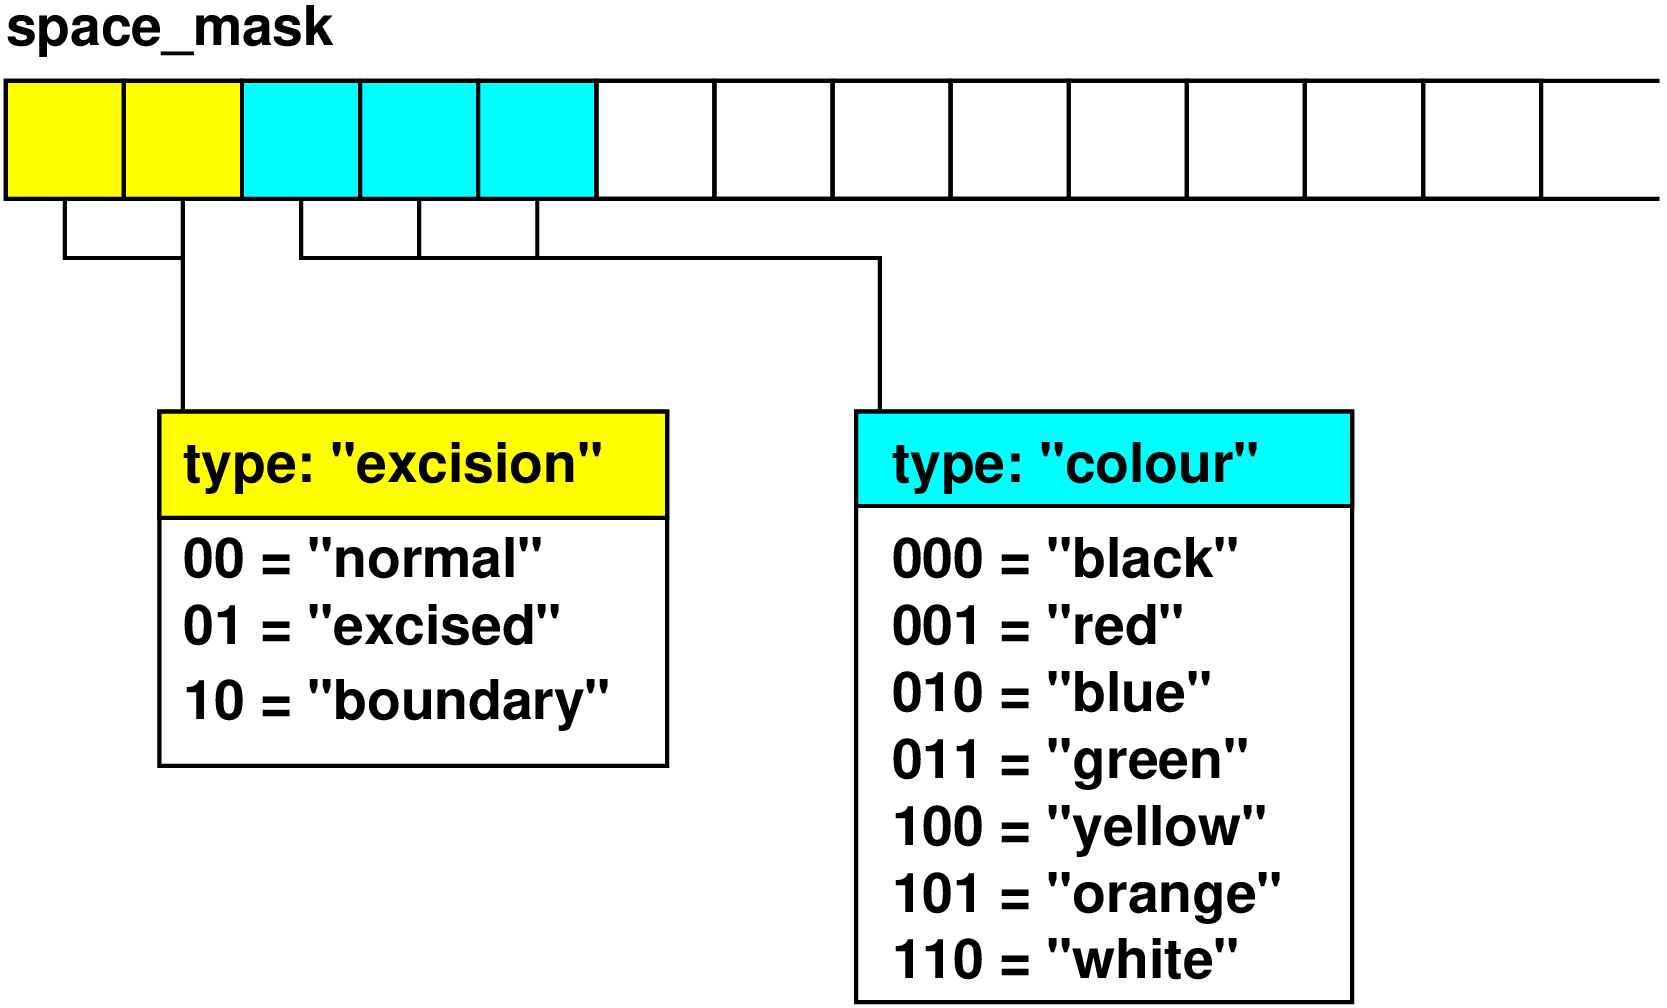 space_mask
type: "excision"
00 = "normal"
01 = "excised"
10 = "boundary"
type: "colour"
000 = "black"
001 = "red"
010 = "blue"
011 = "green"
100 = "yellow"
101 = "orange"
110 = "white"